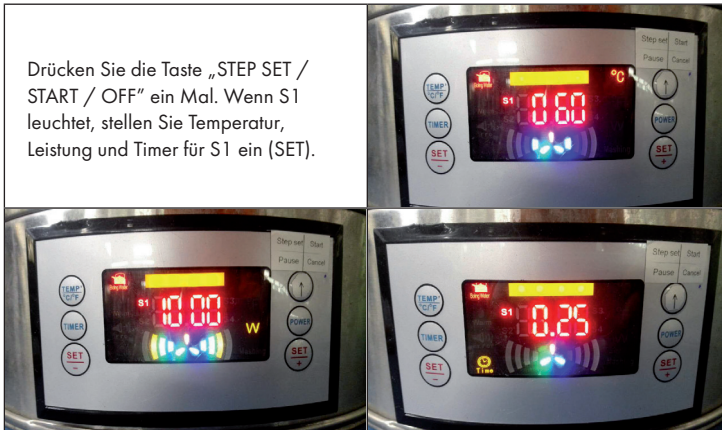 Drücken Sie die Taste „STEP SET /
START / OFF” ein Mal. Wenn S1
leuchtet, stellen Sie Temperatur,
Leistung und Timer für S1 ein (SET).
Step set Start
Pause Cancel
TEMP'
°C/°F
°C
S1 060
TIMER
POWER
SET
–
SET
+
Step set Start
Pause Cancel
TEMP'
°C/°F
S1 1000
W
TIMER
POWER
SET
–
SET
+
Step set Start
Pause Cancel
TEMP'
°C/°F
S1 0.25
TIMER
POWER
Time
SET
–
SET
+